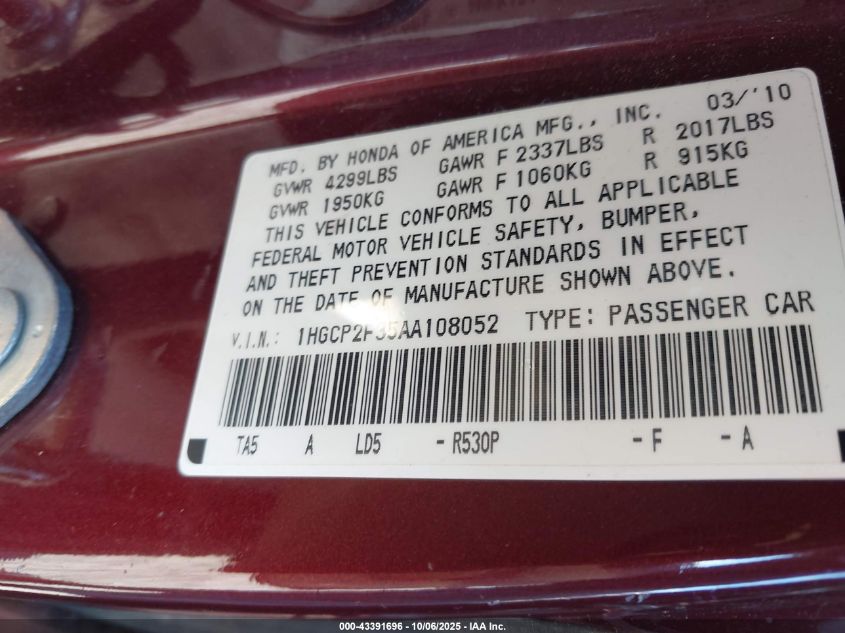 MFD. BY HONDA OF AMERICA MFG., INC. 03/'10
GVWR 4299LBS GAWR F 2337LBS R 2017LBS
GVWR 1950KG GAWR F 1060KG R 915KG
THIS VEHICLE CONFORMS TO ALL APPLICABLE
FEDERAL MOTOR VEHICLE SAFETY, BUMPER,
AND THEFT PREVENTION STANDARDS IN EFFECT
ON THE DATE OF MANUFACTURE SHOWN ABOVE.
V.I.N.: 1HGCP2F35AA108052 TYPE: PASSENGER CAR
TA5 A LD5 -R530P -F -A
000-43391696 - 10/06/2025 - IAA Inc.